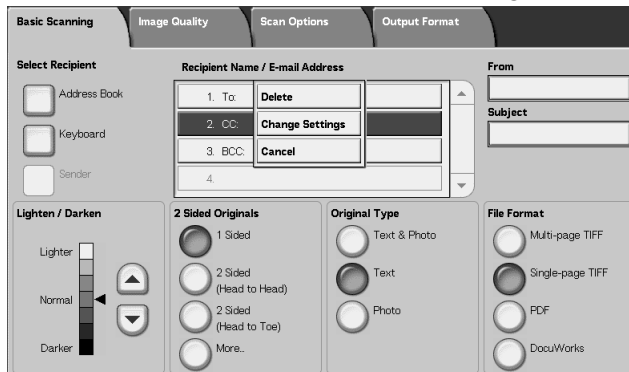 Basic Scanning
Image Quality
Scan Options
Output Format
Select Recipient
Address Book
Keyboard
Sender
Recipient Name / E-mail Address
1. To:
2. CC:
3. BCC:
4.
Delete
Change Settings
Cancel
From
Subject
Lighten / Darken
Lighter
Normal
Darker
2 Sided Originals
1 Sided
2 Sided
(Head to Head)
2 Sided
(Head to Toe)
More..
Original Type
Text & Photo
Text
Photo
File Format
Multi-page TIFF
Single-page TIFF
PDF
DocuWorks